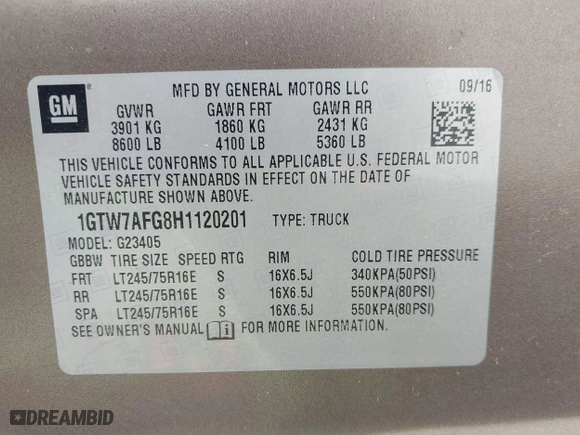 GM
MFD BY GENERAL MOTORS LLC 09/16
GVWR GAWR FRT GAWR RR
3901 KG 1860 KG 2431 KG
8600 LB 4100 LB 5360 LB
THIS VEHICLE CONFORMS TO ALL APPLICABLE U.S. FEDERAL MOTOR
VEHICLE SAFETY STANDARDS IN EFFECT ON THE DATE OF
MANUFACTURE SHOWN ABOVE.
1GTW7AFG8H1120201 TYPE: TRUCK
MODEL: G23405
GBBW TIRE SIZE SPEED RTG RIM COLD TIRE PRESSURE
FRT LT245/75R16E S 16X6.5J 340KPA(50PSI)
RR LT245/75R16E S 16X6.5J 550KPA(80PSI)
SPA LT245/75R16E S 16X6.5J 550KPA(80PSI)
SEE OWNER'S MANUAL FOR MORE INFORMATION.
DREAMBID